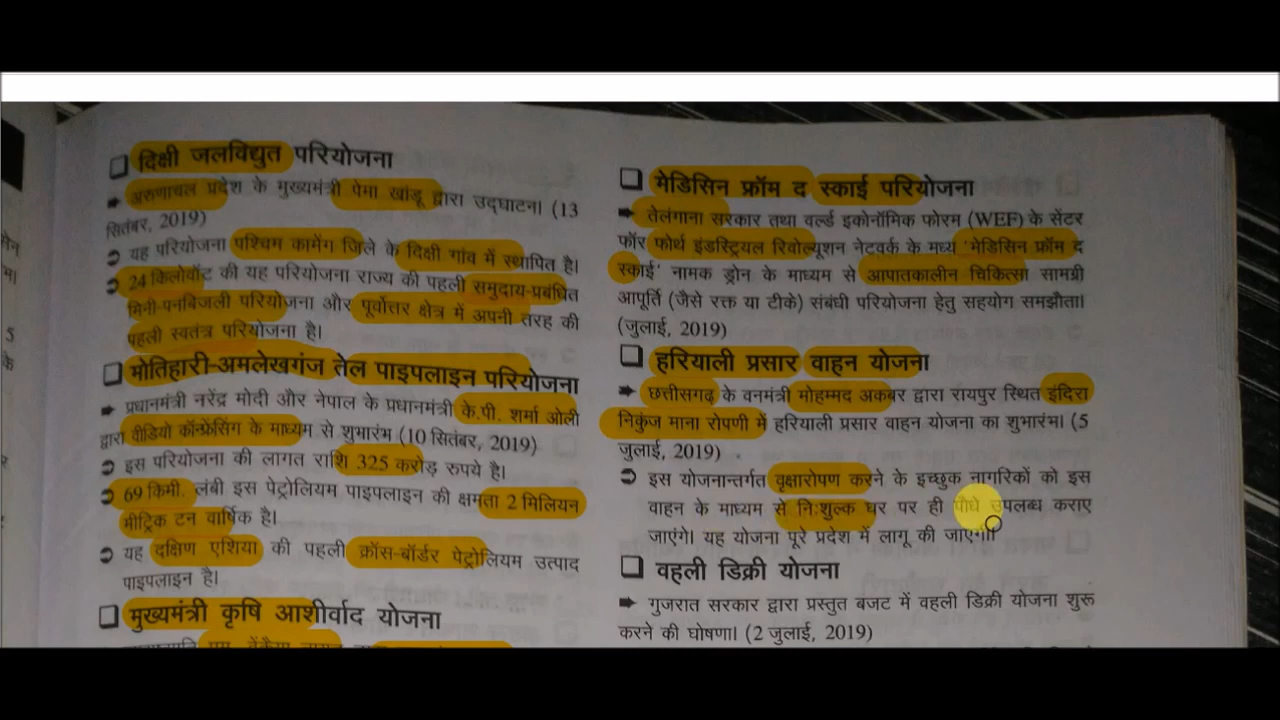 दिक्षी जलविद्युत परियोजना
अरुणाचल प्रदेश के मुख्यमंत्री पेमा खांडू द्वारा उद्घाटन। (13
सितंबर, 2019)
यह परियोजना पश्चिम कामेंग जिले के दिक्षी गांव में स्थापित है।
24 किलोवॉट की यह परियोजना राज्य की पहली समुदाय-प्रबंधित
मिनी-पनबिजली परियोजना और पूर्वोत्तर क्षेत्र में अपनी तरह की
पहली स्वतंत्र परियोजना है।
मोतिहारी-अमलेखगंज तेल पाइपलाइन परियोजना
प्रधानमंत्री नरेंद्र मोदी और नेपाल के प्रधानमंत्री के.पी. शर्मा ओली
द्वारा वीडियो कॉन्फ्रेंसिंग के माध्यम से शुभारंभ (10 सितंबर, 2019)
इस परियोजना की लागत राशि 325 करोड़ रुपये है।
69 किमी. लंबी इस पेट्रोलियम पाइपलाइन की क्षमता 2 मिलियन
मीट्रिक टन वार्षिक है।
यह दक्षिण एशिया की पहली क्रॉस-बॉर्डर पेट्रोलियम उत्पाद
पाइपलाइन है।
मुख्यमंत्री कृषि आशीर्वाद योजना
मेडिसिन फ्रॉम द स्काई परियोजना
तेलंगाना सरकार तथा वर्ल्ड इकोनॉमिक फोरम (WEF) के सेंटर
फॉर फोर्थ इंडस्ट्रियल रिवोल्यूशन नेटवर्क के मध्य 'मेडिसिन फ्रॉम द
स्काई' नामक ड्रोन के माध्यम से आपातकालीन चिकित्सा सामग्री
आपूर्ति (जैसे रक्त या टीके) संबंधी परियोजना हेतु सहयोग समझौता।
(जुलाई, 2019)
हरियाली प्रसार वाहन योजना
छत्तीसगढ़ के वनमंत्री मोहम्मद अकबर द्वारा रायपुर स्थित इंदिरा
निकुंज माना रोपणी में हरियाली प्रसार वाहन योजना का शुभारंभ। (5
जुलाई, 2019)
इस योजनान्तर्गत वृक्षारोपण करने के इच्छुक नागरिकों को इस
वाहन के माध्यम से नि:शुल्क घर पर ही पौधे उपलब्ध कराए
जाएंगे। यह योजना पूरे प्रदेश में लागू की जाएगी।
वहली डिक्री योजना
गुजरात सरकार द्वारा प्रस्तुत बजट में वहली डिक्री योजना शुरू
करने की घोषणा। (2 जुलाई, 2019)